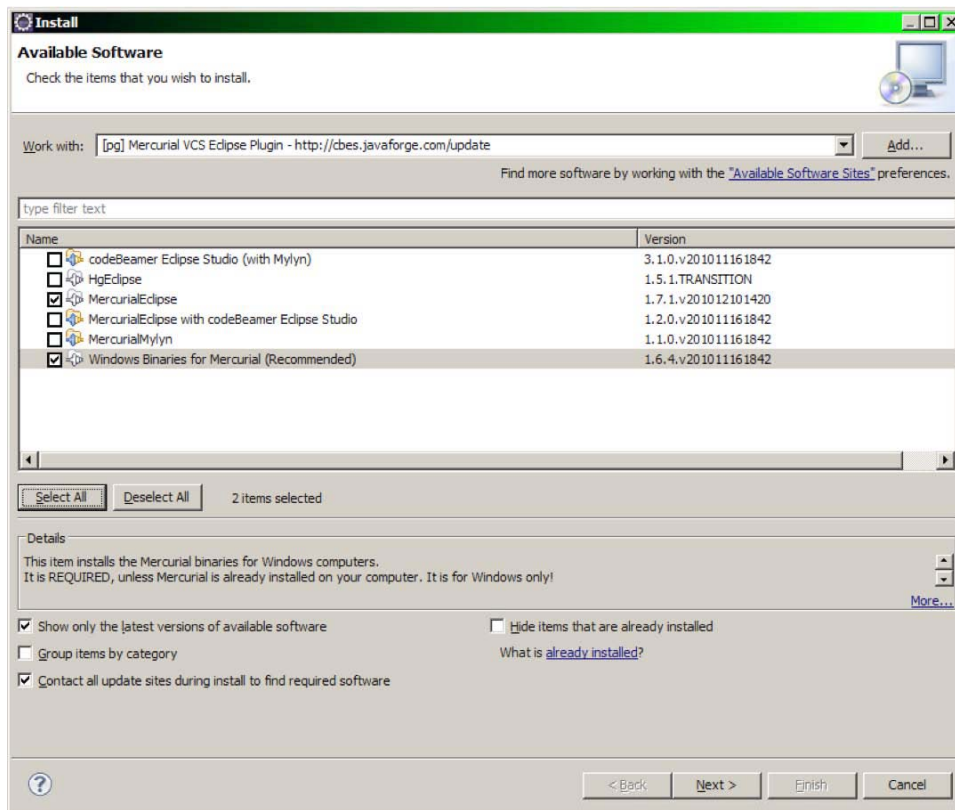 Install
Available Software
Check the items that you wish to install.
Work with: [pg] Mercurial VCS Eclipse Plugin - http://cbes.javaforge.com/update Add...
Find more software by working with the "Available Software Sites" preferences.
type filter text
Name Version
codeBeamer Eclipse Studio (with Mylyn) 3.1.0.v201011161842
HgEclipse 1.5.1.TRANSITION
MercurialEclipse 1.7.1.v201012101420
MercurialEclipse with codeBeamer Eclipse Studio 1.2.0.v201011161842
MercurialMylyn 1.1.0.v201011161842
Windows Binaries for Mercurial (Recommended) 1.6.4.v201011161842
Select All Deselect All 2 items selected
Details
This item installs the Mercurial binaries for Windows computers.
It is REQUIRED, unless Mercurial is already installed on your computer. It is for Windows only!
More...
Show only the latest versions of available software Hide items that are already installed
Group items by category What is already installed?
Contact all update sites during install to find required software
? < Back Next > Finish Cancel